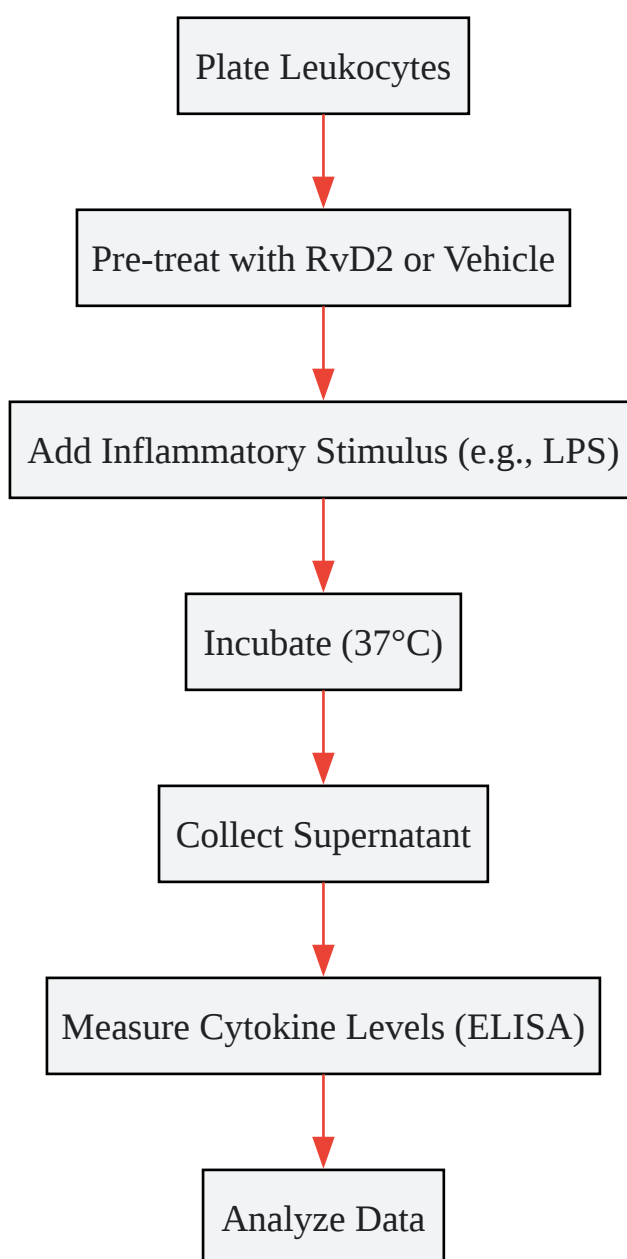 Plate Leukocytes
Pre-treat with RvD2 or Vehicle
Add Inflammatory Stimulus (e.g., LPS)
Incubate (37°C)
Collect Supernatant
Measure Cytokine Levels (ELISA)
Analyze Data